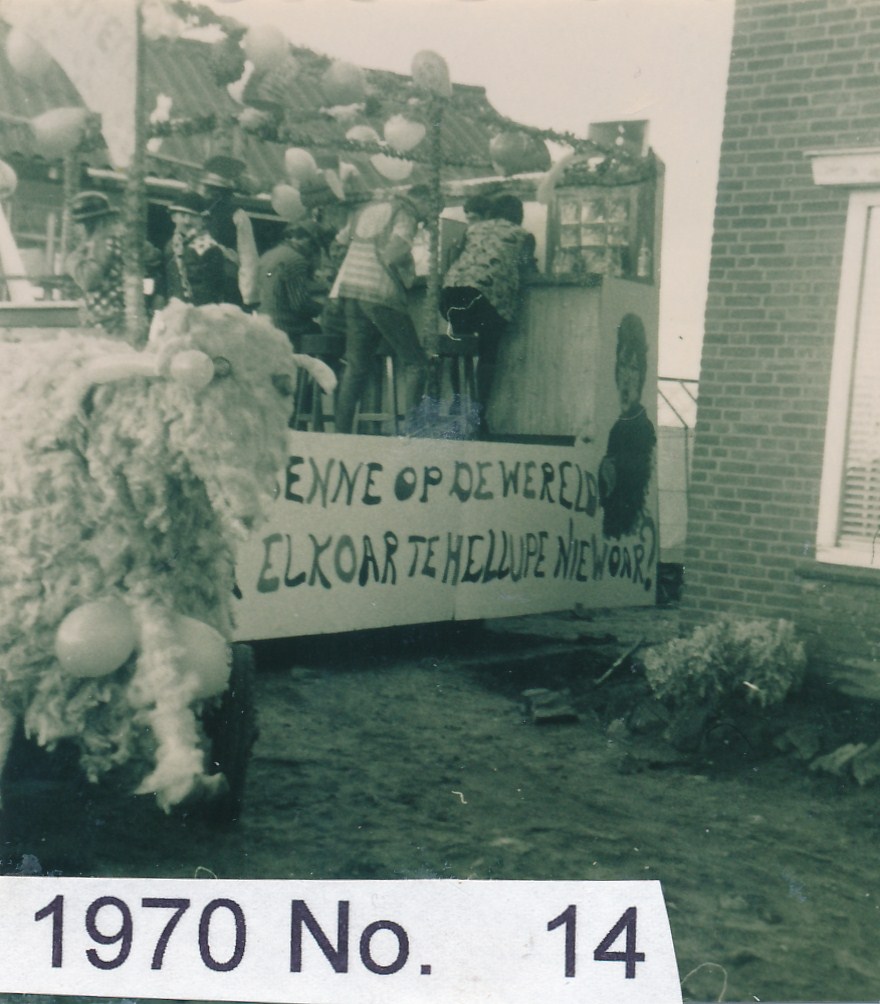 ENNE OP DE WERELD
ELKOAR TE HELLUPE NIEWOAR?
1970 No. 14